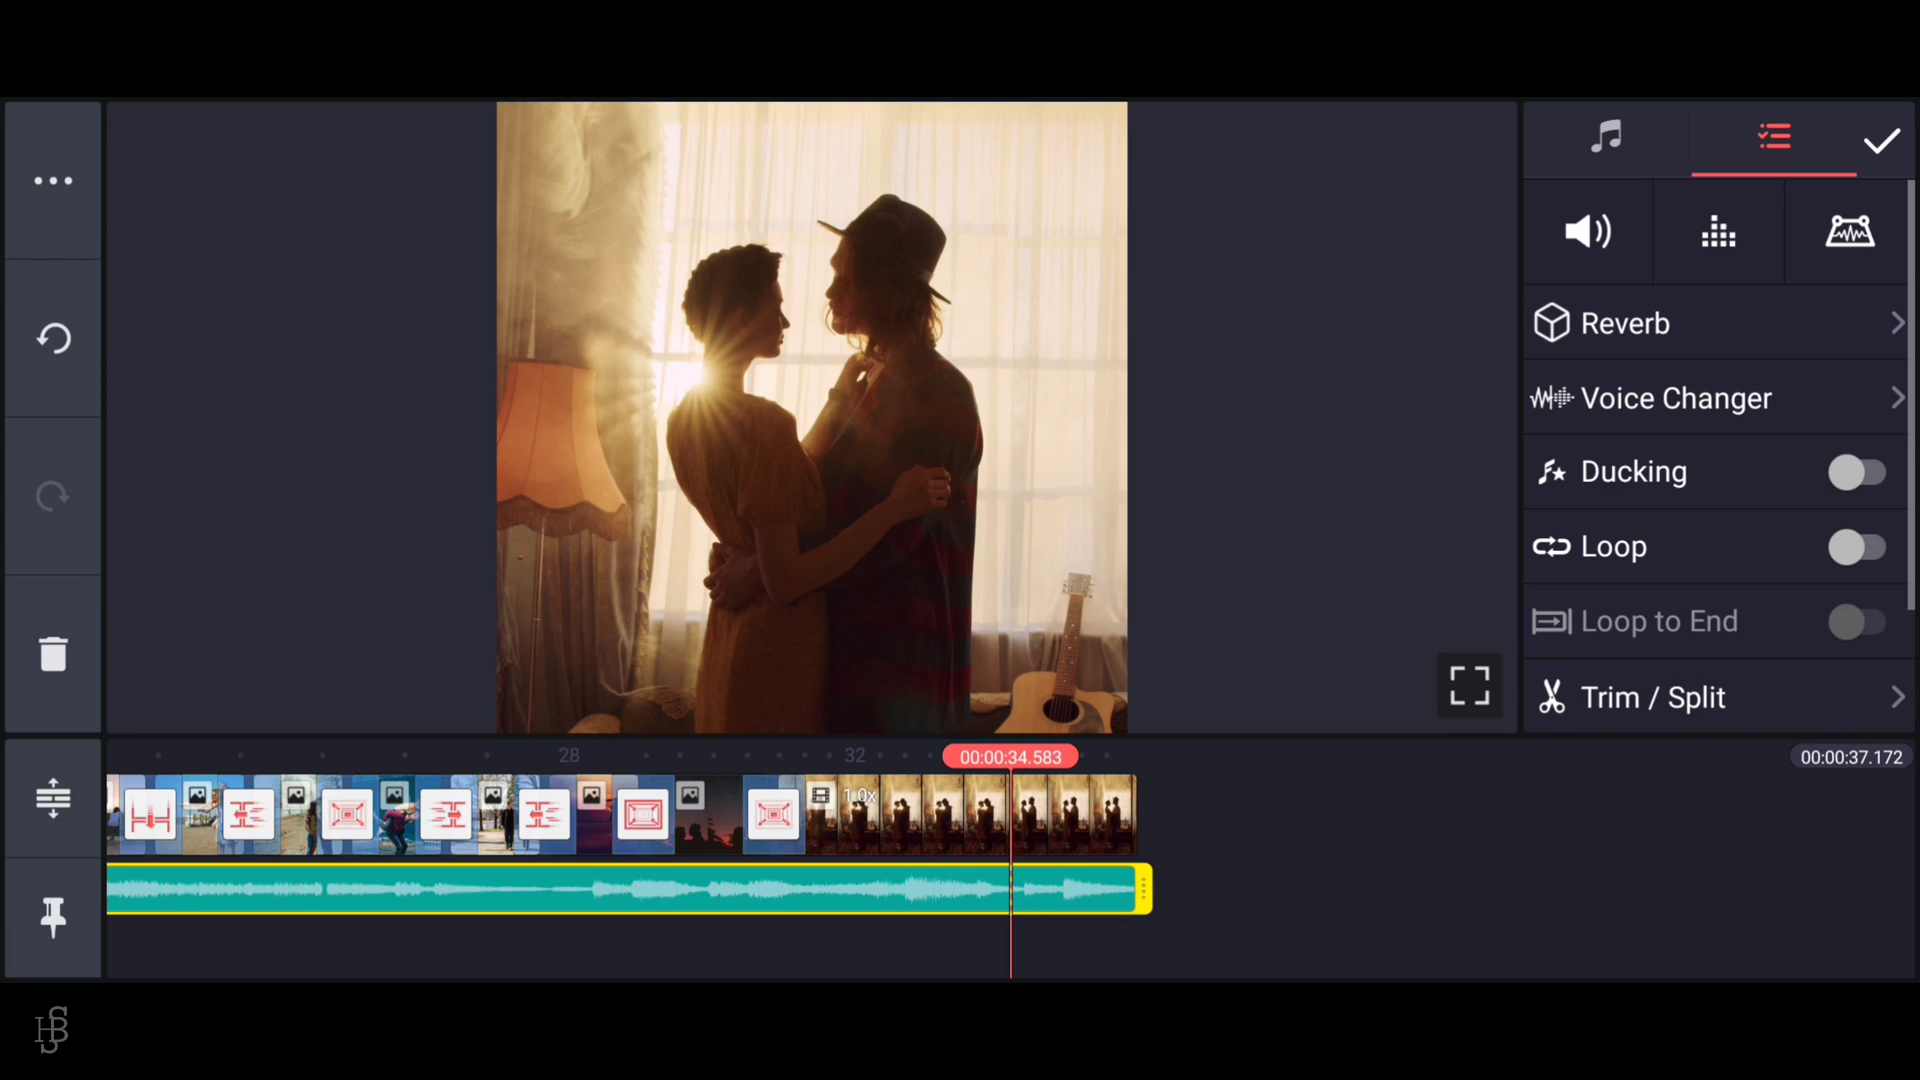 Reverb
Voice Changer
Ducking
Loop
Loop to End
Trim / Split
28
32
00:00:34.583
00:00:37.172
1.0x